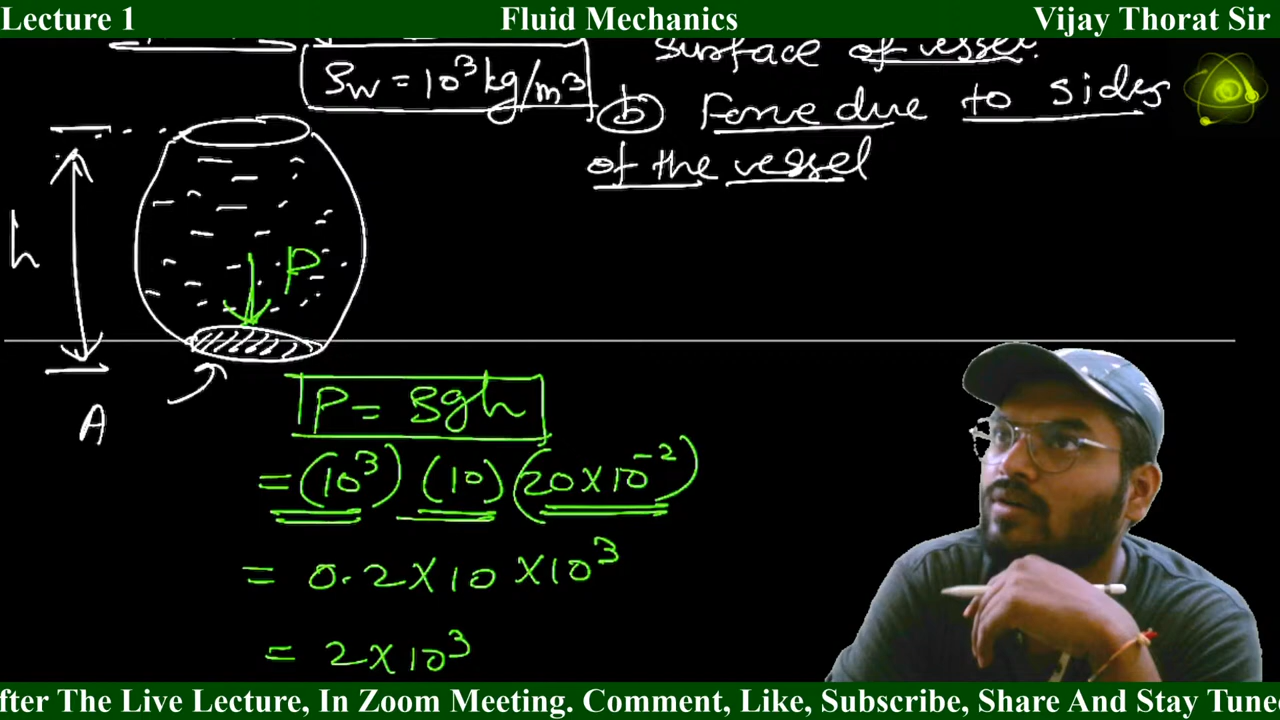 Lecture 1
Fluid Mechanics
Vijay Thorat Sir
surface of vessel.
ρw = 10³ kg/m³
(b) Force due to sides
of the vessel
h
P
A
P = ρgh
= (10³) (10) (20×10⁻²)
= 0.2×10×10³
= 2×10³
fter The Live Lecture, In Zoom Meeting. Comment, Like, Subscribe, Share And Stay Tune